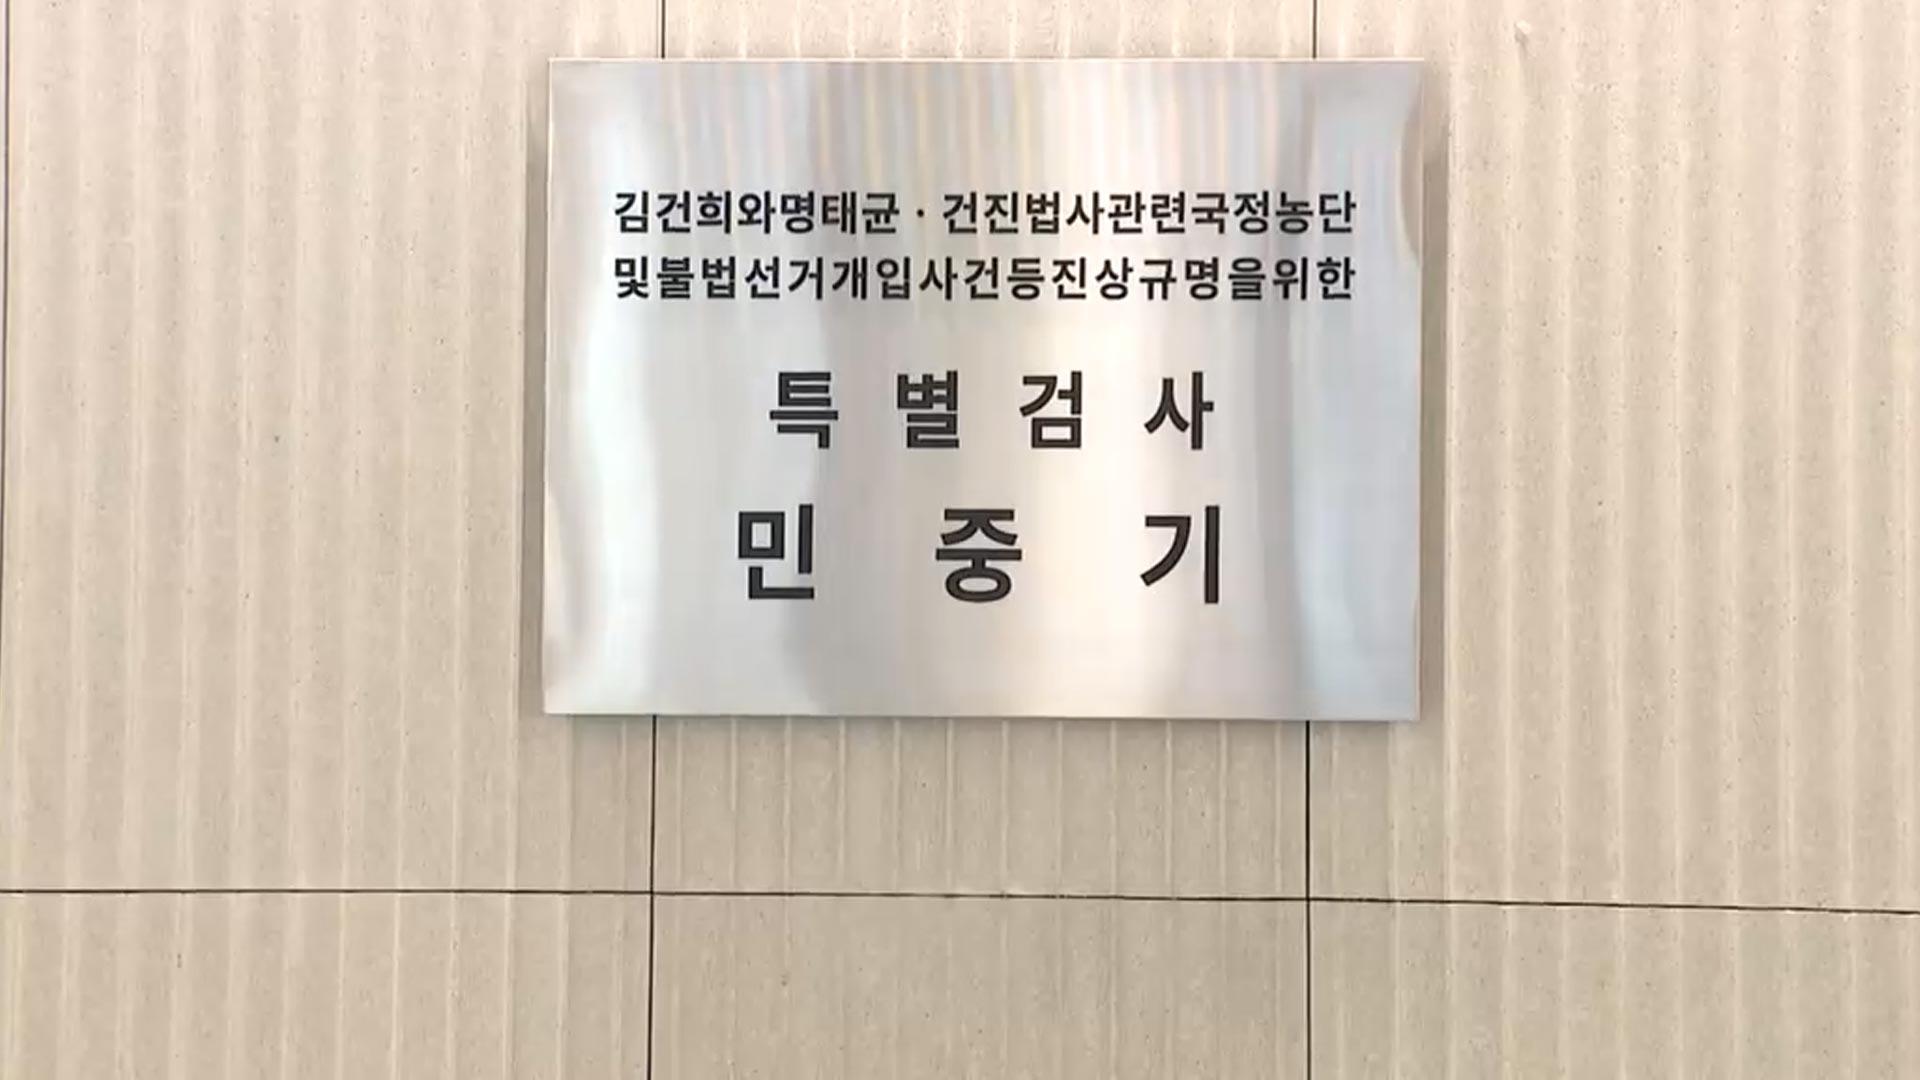 김건희와명태균·건진법사관련국정농단
및불법선거개입사건등진상규명을위한
특별검사
민중기